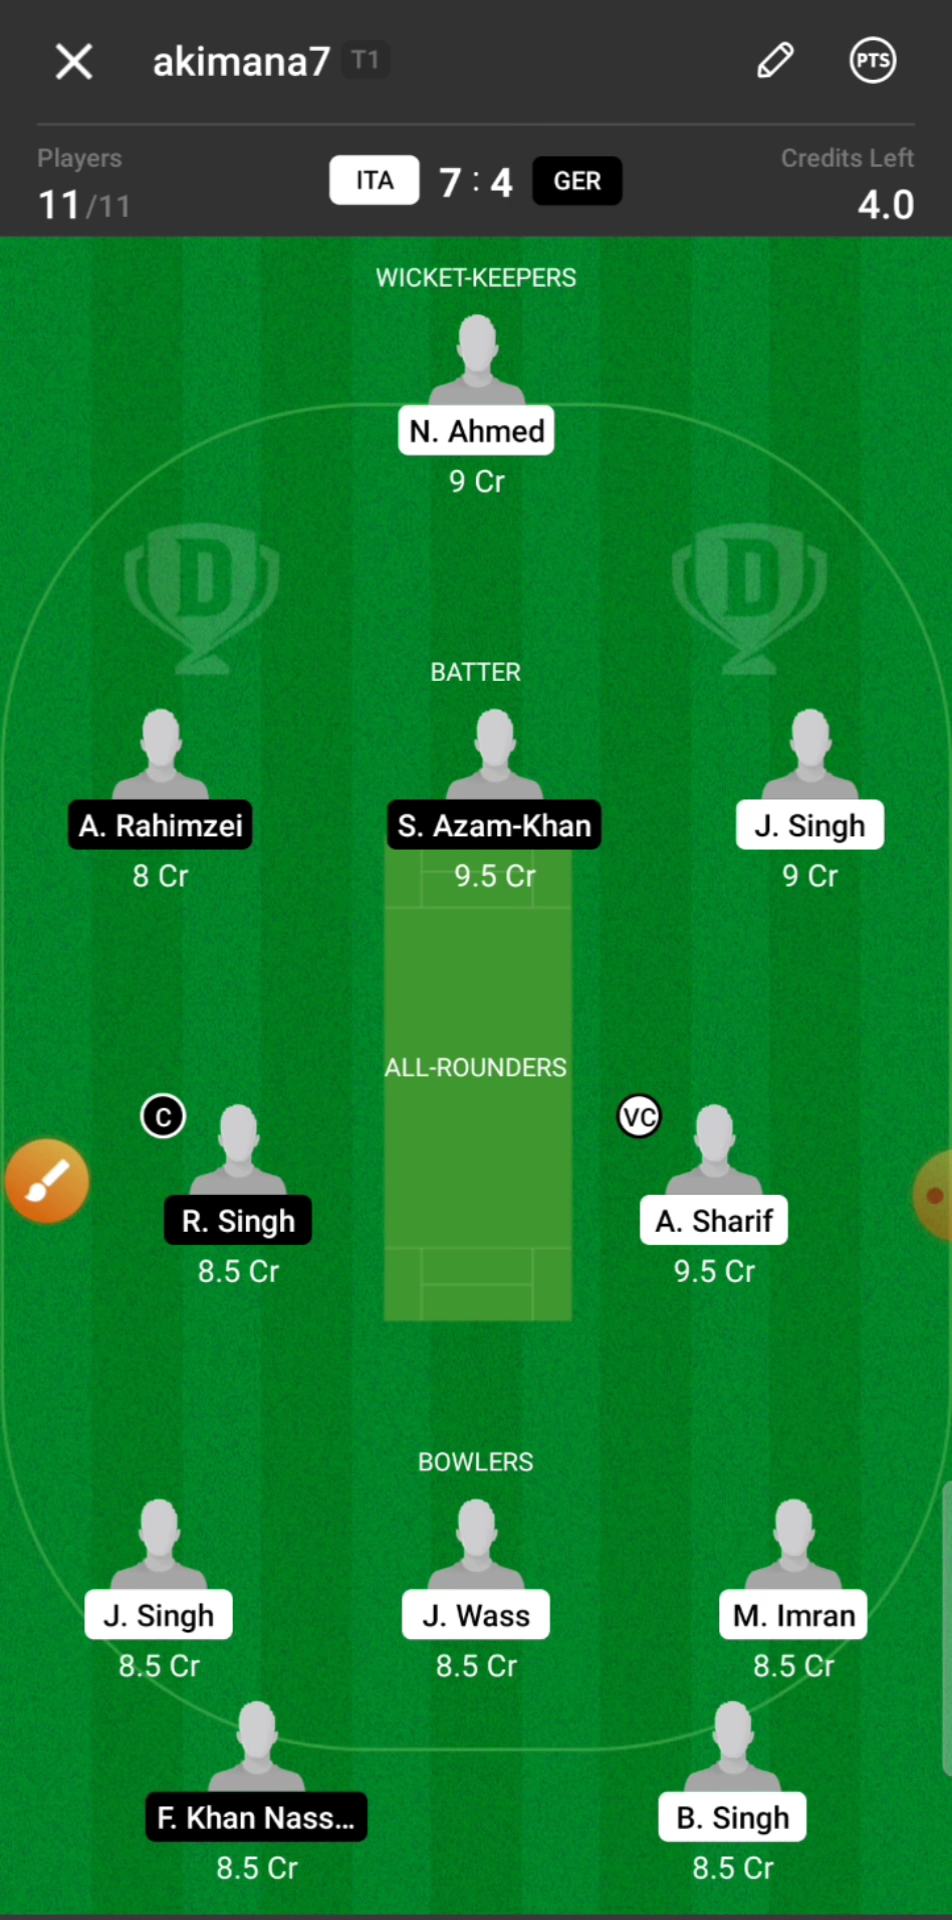 akimana7 T1 PTS
Players
11/11
ITA 7 : 4 GER
Credits Left
4.0
WICKET-KEEPERS
N. Ahmed
9 Cr
D D
BATTER
A. Rahimzei S. Azam-Khan J. Singh
8 Cr 9.5 Cr 9 Cr
ALL-ROUNDERS
C VC
R. Singh A. Sharif
8.5 Cr 9.5 Cr
BOWLERS
J. Singh J. Wass M. Imran
8.5 Cr 8.5 Cr 8.5 Cr
F. Khan Nass... B. Singh
8.5 Cr 8.5 Cr